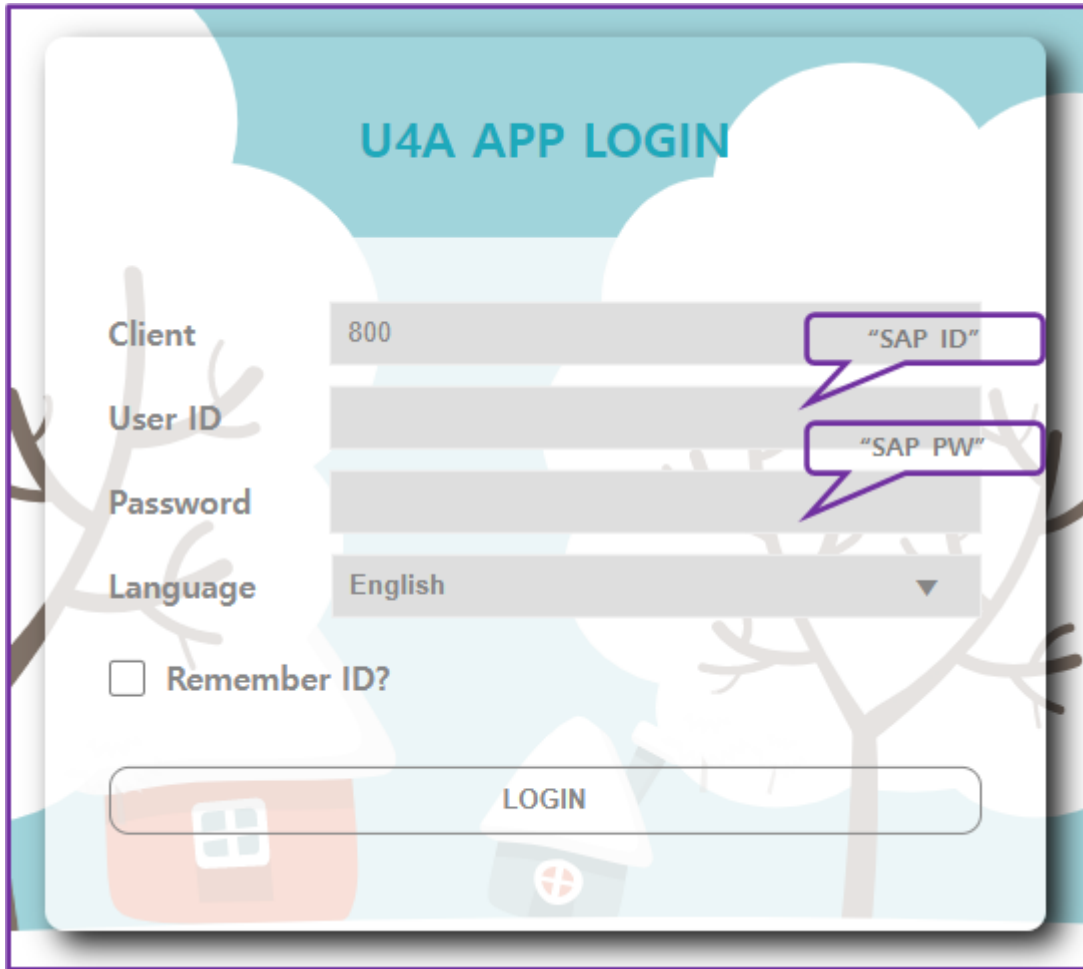 U4A APP LOGIN
Client
800
“SAP ID”
User ID
“SAP PW”
Password
Language
English
Remember ID?
LOGIN